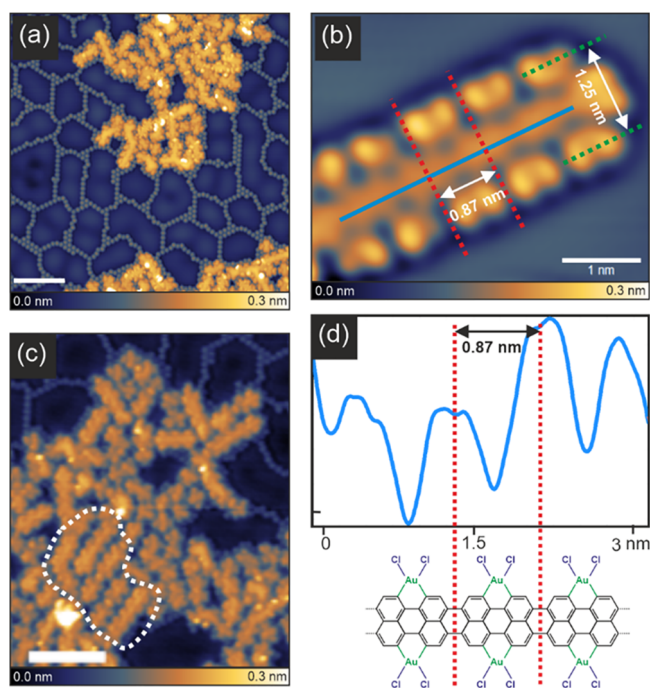 (a)
0.0 nm 0.3 nm
(b)
1.25 nm
0.87 nm
1 nm
0.0 nm 0.3 nm
(c)
0.0 nm 0.3 nm
(d)
0.87 nm
0 1.5 3 nm
Cl Cl Cl Cl Cl Cl
Au Au Au
Au Au Au
Cl Cl Cl Cl Cl Cl